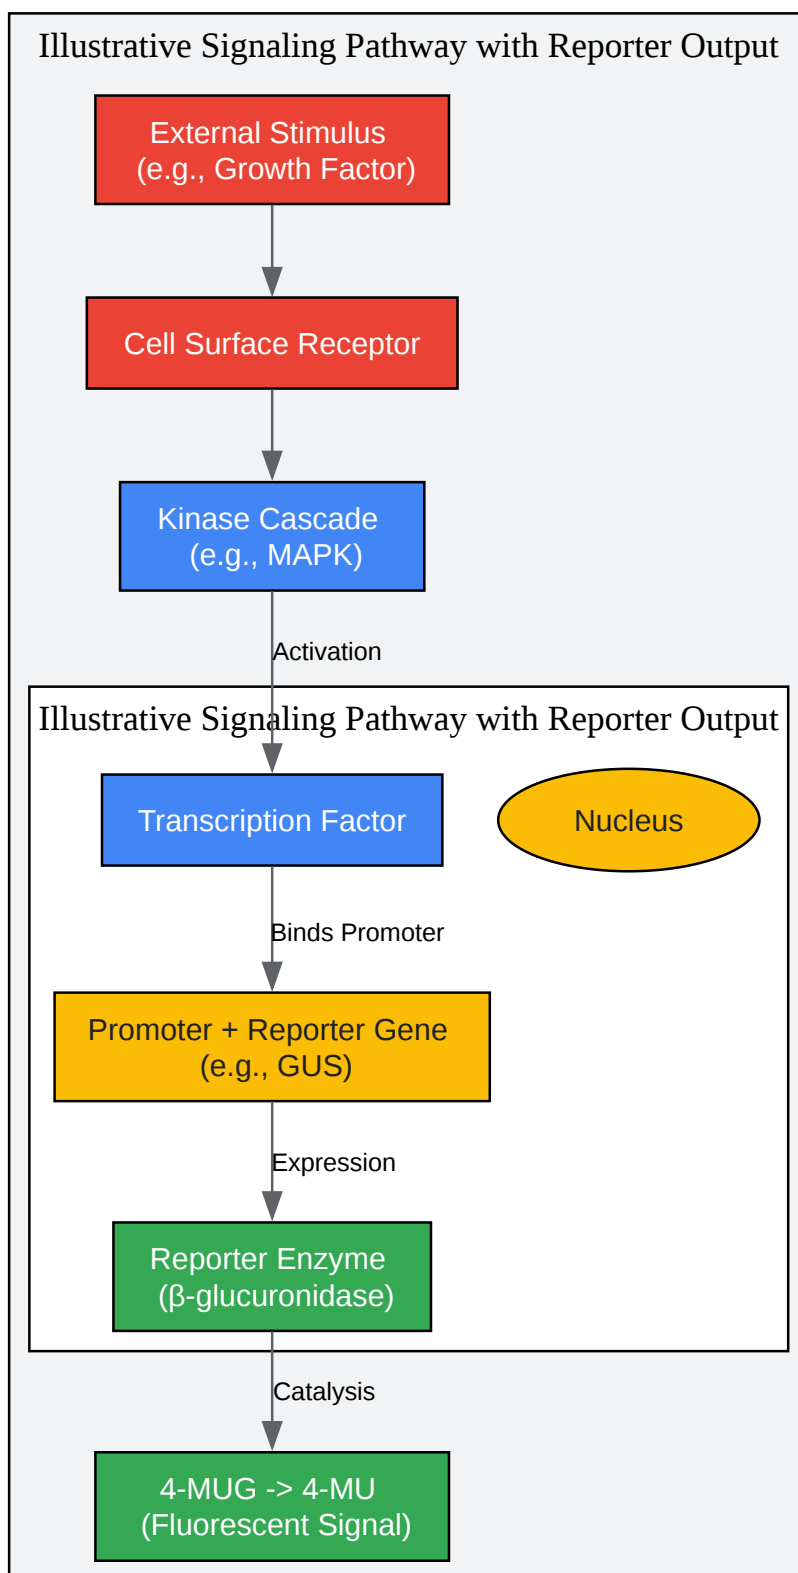 Illustrative Signaling Pathway with Reporter Output
External Stimulus
(e.g., Growth Factor)
Cell Surface Receptor
Kinase Cascade
(e.g., MAPK)
Activation
Illustrative Signaling Pathway with Reporter Output
Transcription Factor
Nucleus
Binds Promoter
Promoter + Reporter Gene
(e.g., GUS)
Expression
Reporter Enzyme
(β-glucuronidase)
Catalysis
4-MUG -> 4-MU
(Fluorescent Signal)